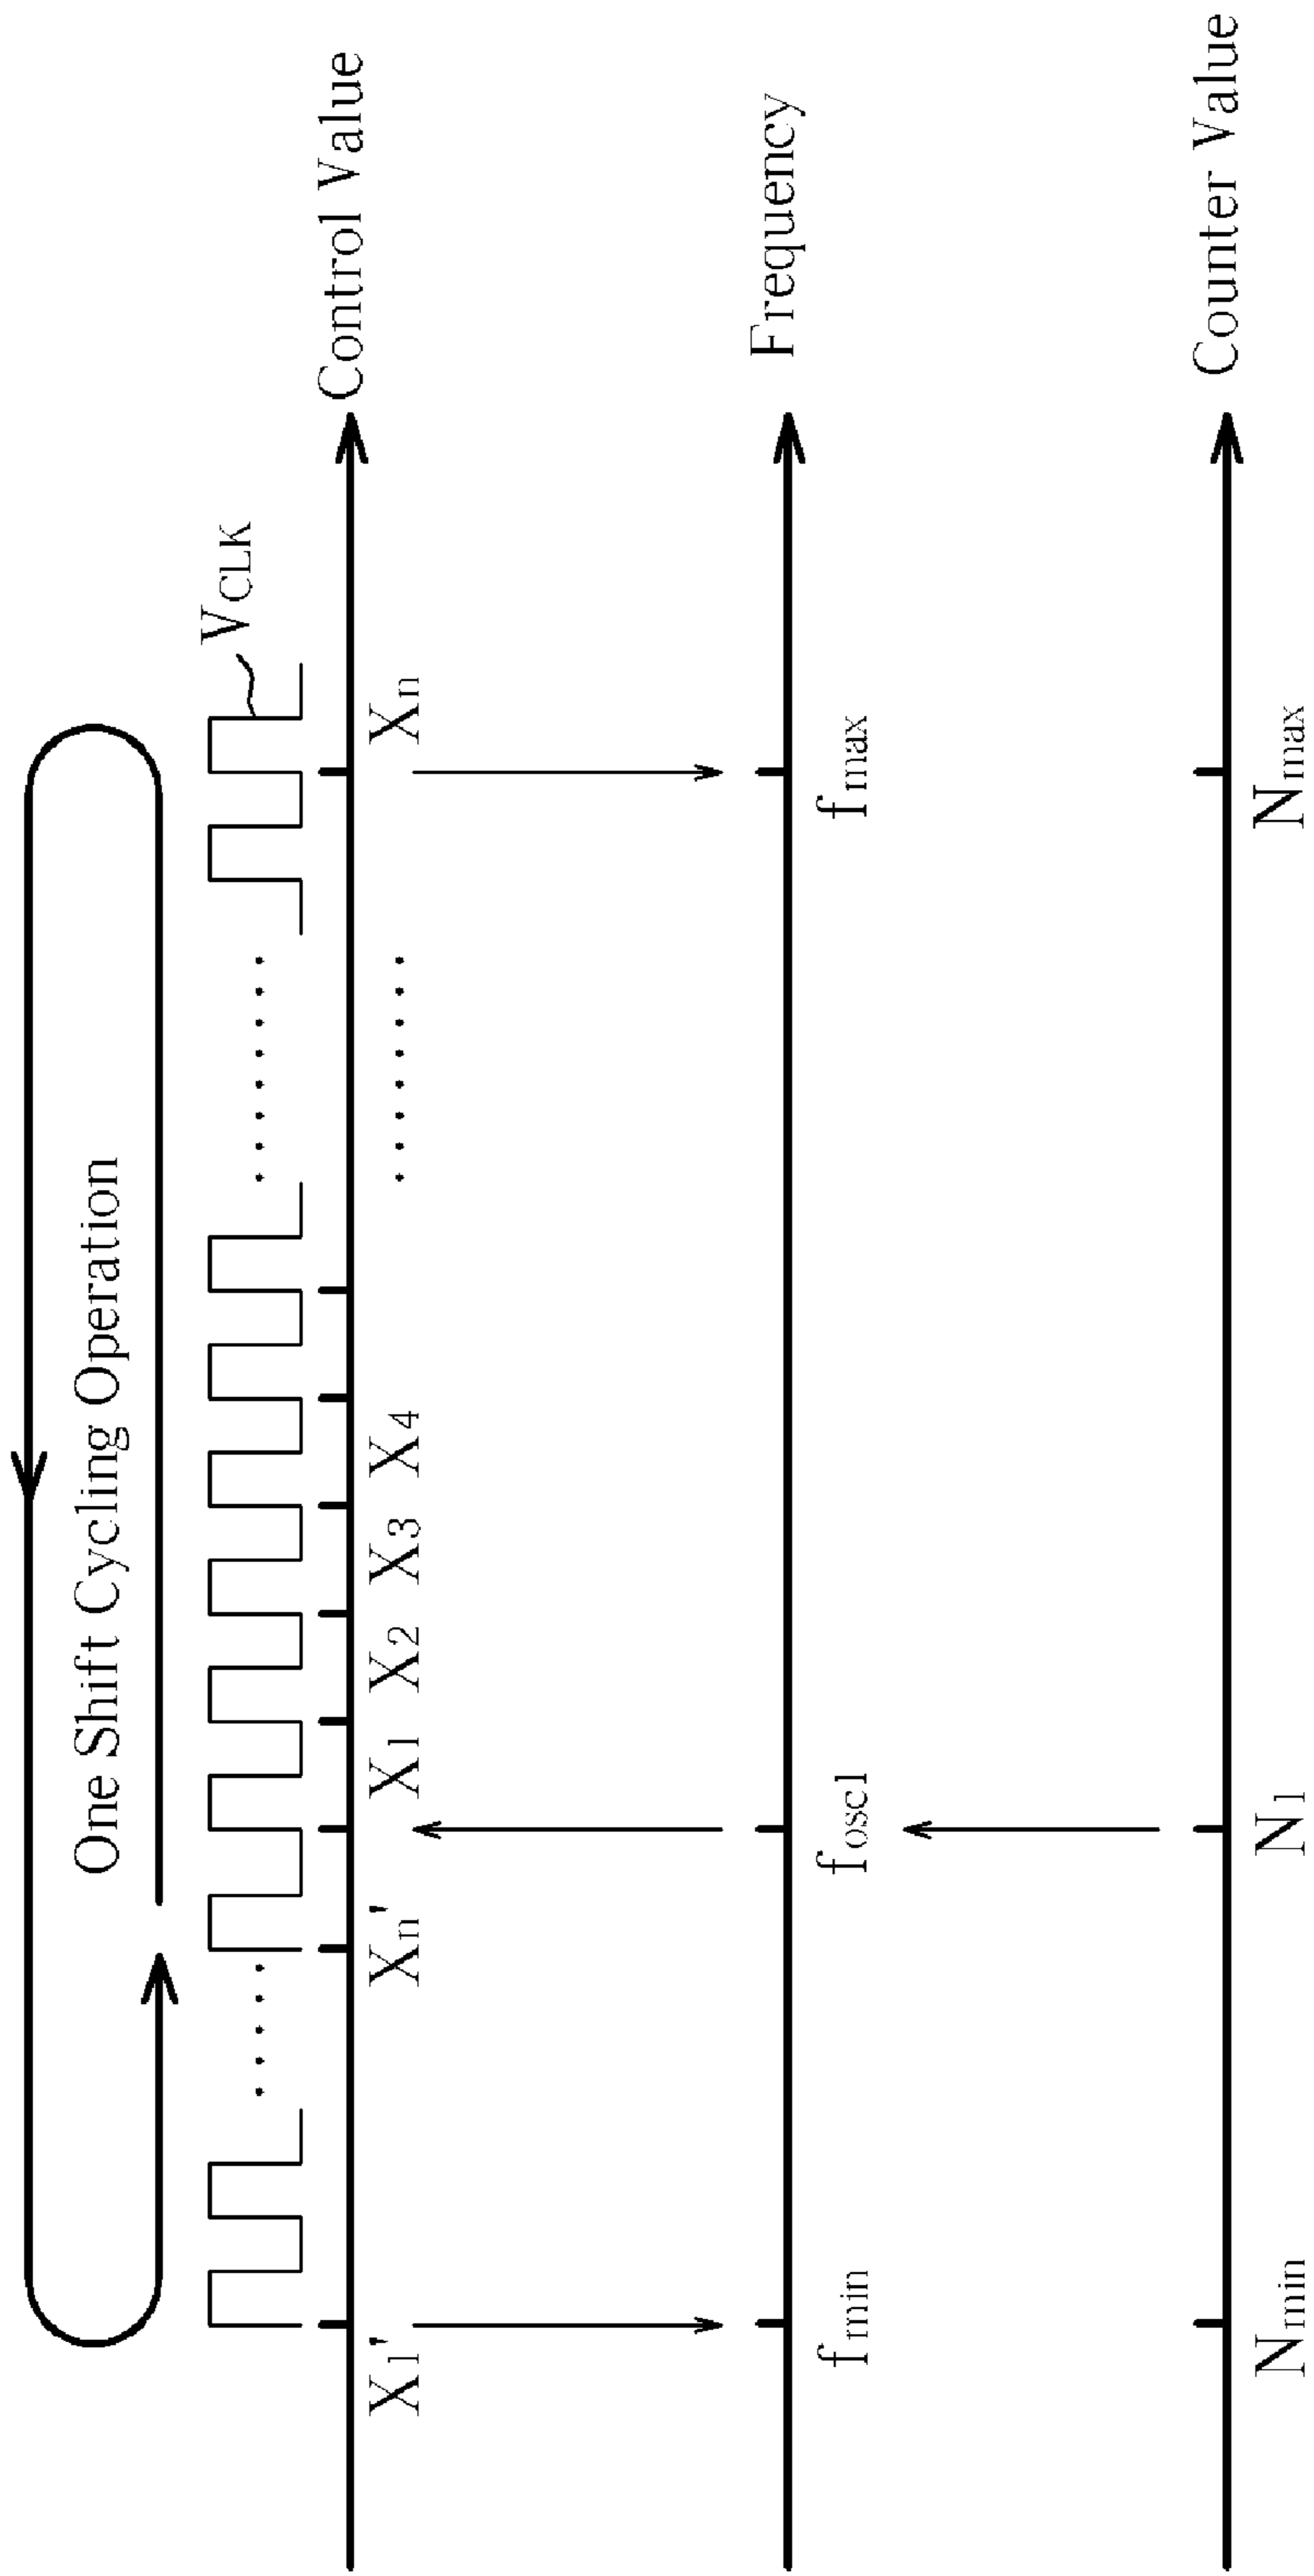 One Shift Cycling Operation
VCLK
X1' Xn' X1 X2 X3 X4 Xn
Control Value
fmin fosc1 fmax
Frequency
Nmin N1 Nmax
Counter Value